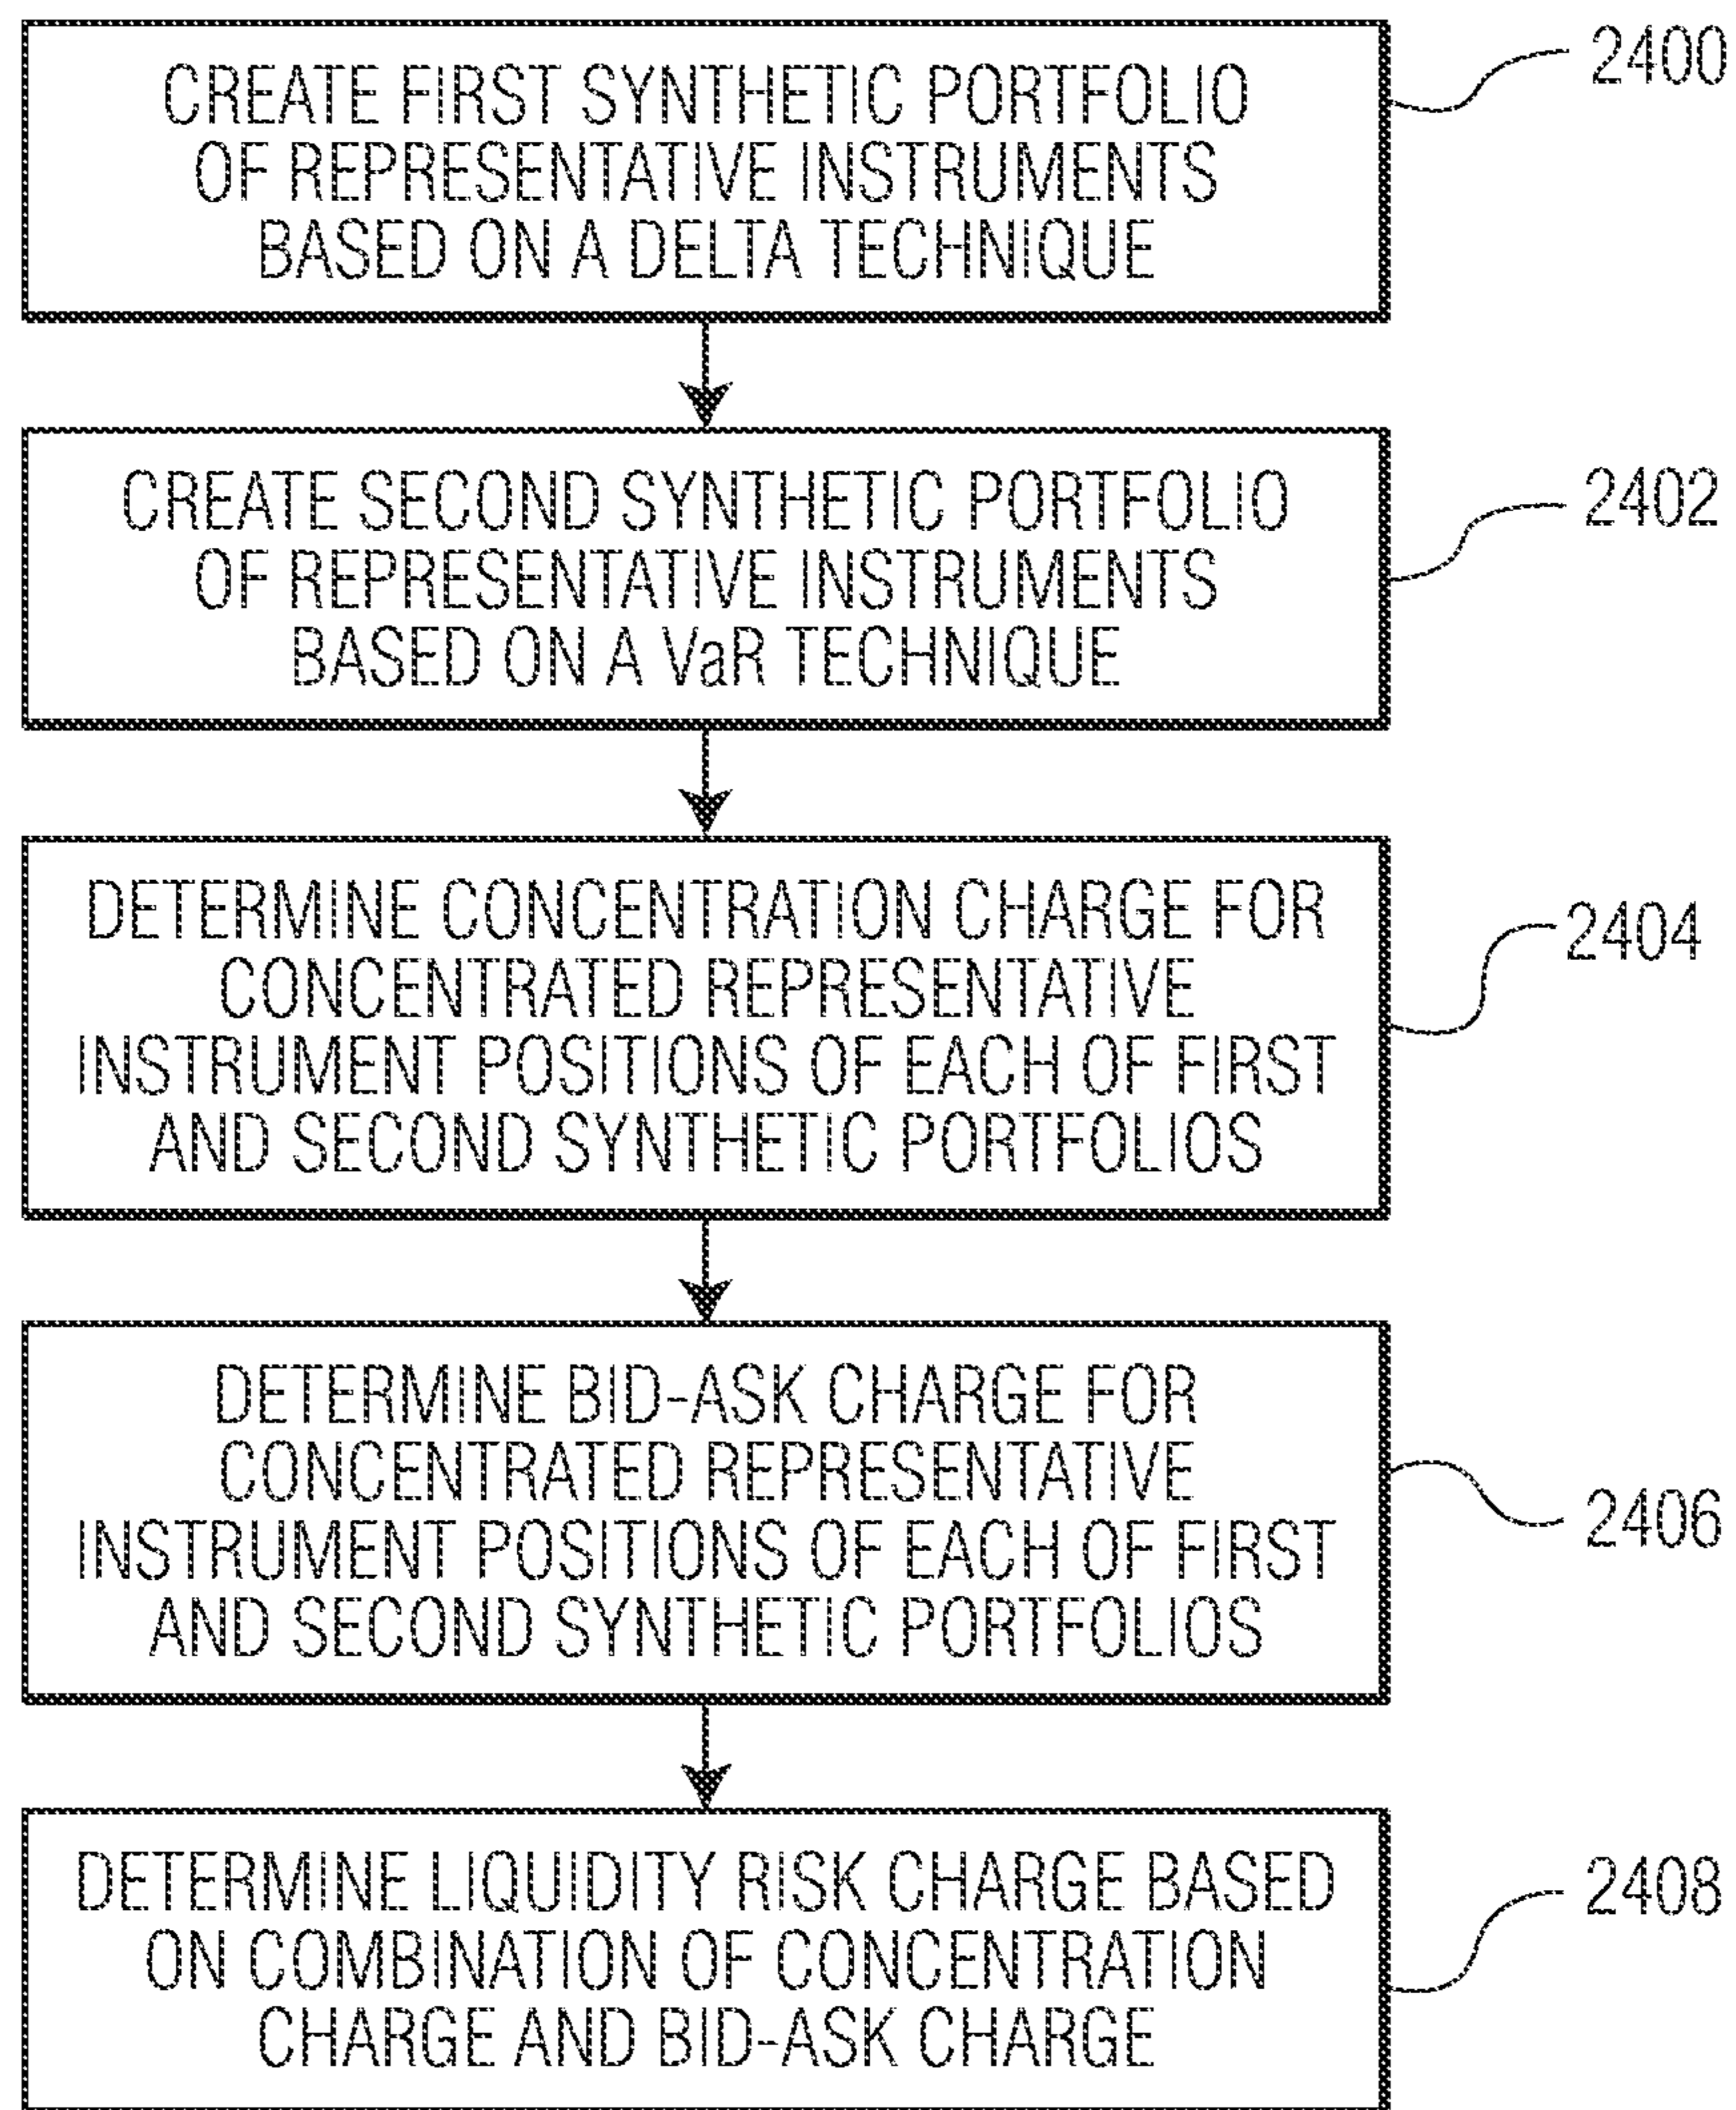 CREATE FIRST SYNTHETIC PORTFOLIO
OF REPRESENTATIVE INSTRUMENTS
BASED ON A DELTA TECHNIQUE
2400
CREATE SECOND SYNTHETIC PORTFOLIO
OF REPRESENTATIVE INSTRUMENTS
BASED ON A VaR TECHNIQUE
2402
DETERMINE CONCENTRATION CHARGE FOR
CONCENTRATED REPRESENTATIVE
INSTRUMENT POSITIONS OF EACH OF FIRST
AND SECOND SYNTHETIC PORTFOLIOS
2404
DETERMINE BID-ASK CHARGE FOR
CONCENTRATED REPRESENTATIVE
INSTRUMENT POSITIONS OF EACH OF FIRST
AND SECOND SYNTHETIC PORTFOLIOS
2406
DETERMINE LIQUIDITY RISK CHARGE BASED
ON COMBINATION OF CONCENTRATION
CHARGE AND BID-ASK CHARGE
2408